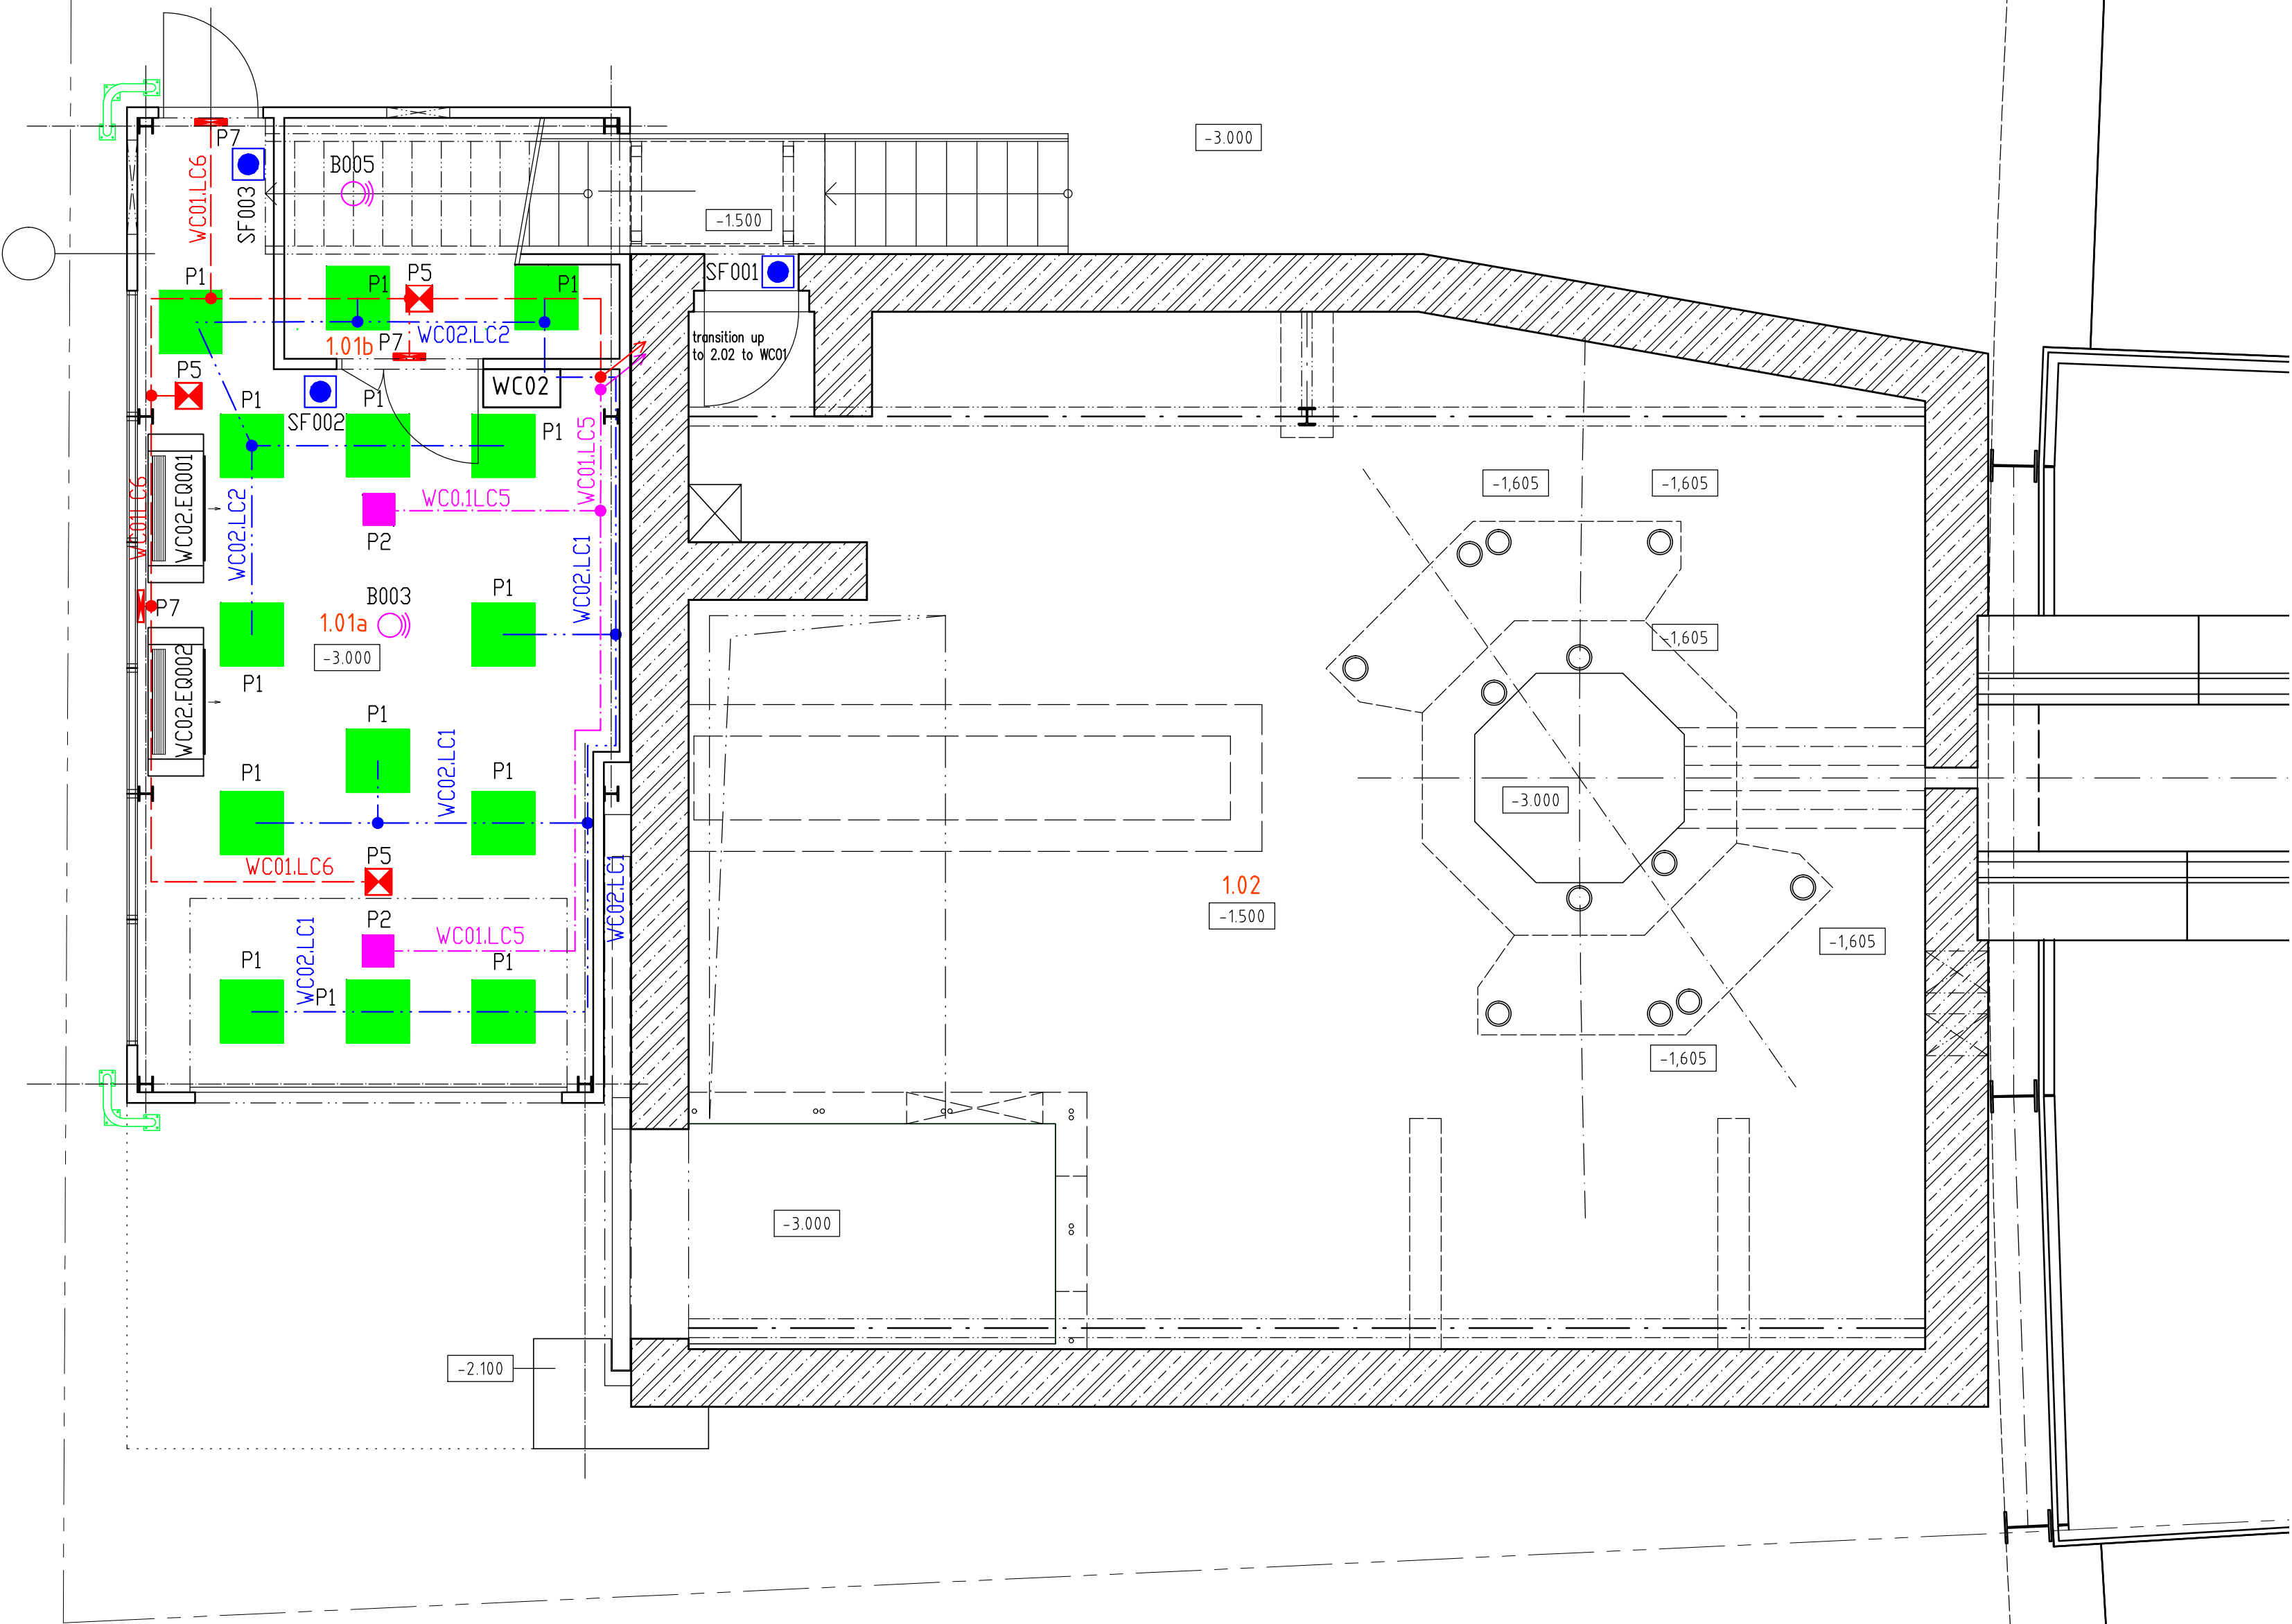 -3.000
P7
B005
WC01.LC6
SF003
-1.500
P1
P1
P5
P1
SF001
WC02.LC2
1.01b
P7
transition up
to 2.02 to WC01
P5
WC02
P1
SF002
P1
P1
WC01.LC5
WC02.EQ001
WC01LC6
WC02.LC2
WC0.1LC5
P2
-1,605
-1,605
WC02.LC1
P7
B003
P1
1.01a
-3.000
-1,605
WC02.EQ002
P1
P1
WC02.LC1
P1
P1
-3.000
P5
WC01.LC6
WC02.LC1
1.02
-1.500
P2
WC01.LC5
WC02.LC1
-1,605
P1
P1
P1
-1,605
-3.000
-2.100